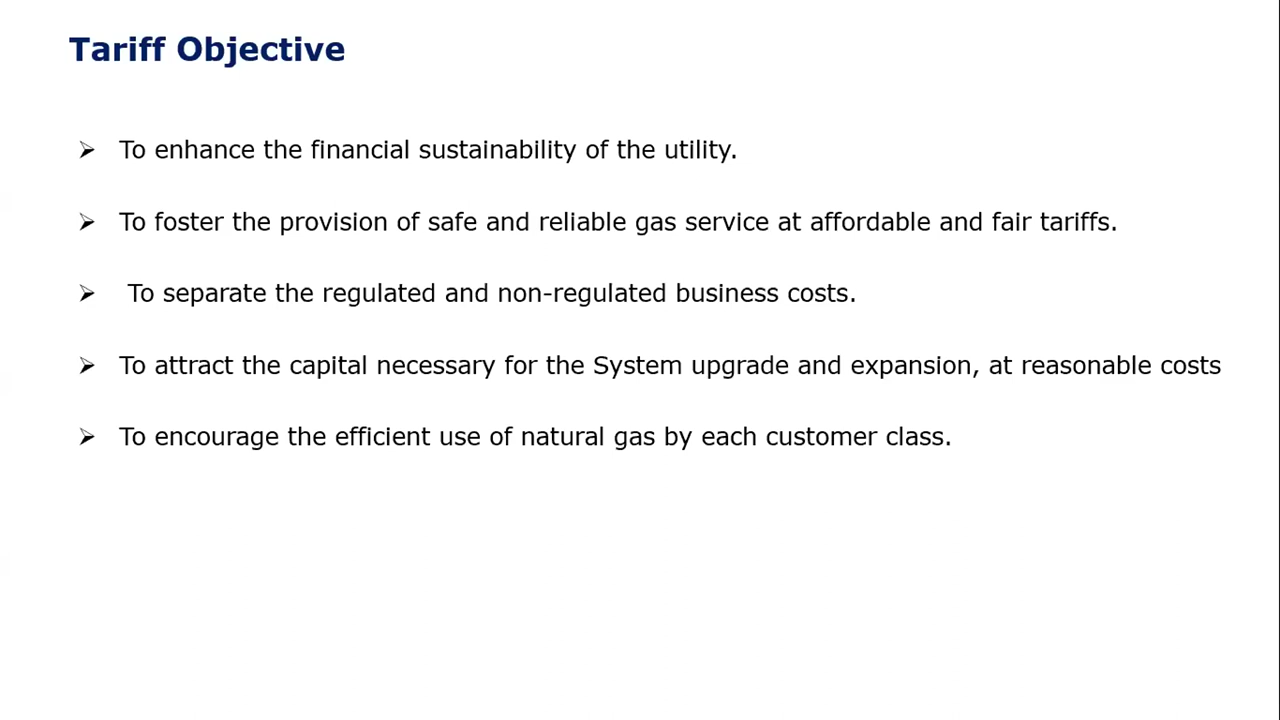 Tariff Objective
➢ To enhance the financial sustainability of the utility.
➢ To foster the provision of safe and reliable gas service at affordable and fair tariffs.
➢ To separate the regulated and non-regulated business costs.
➢ To attract the capital necessary for the System upgrade and expansion, at reasonable costs
➢ To encourage the efficient use of natural gas by each customer class.